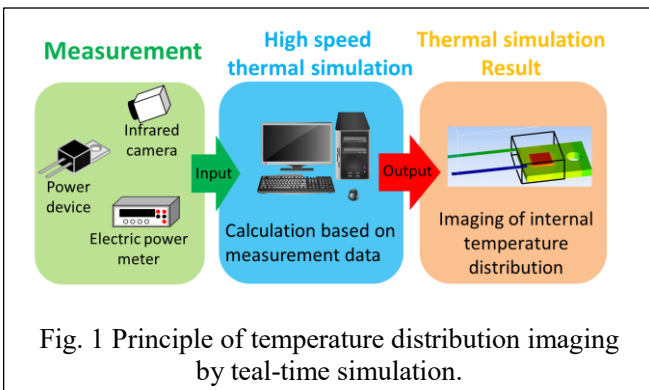 Measurement
High speed
thermal simulation
Thermal simulation
Result
Infrared
camera
Power
device
Electric power
meter
Input
Calculation based on
measurement data
Output
Imaging of internal
temperature
distribution
Fig. 1 Principle of temperature distribution imaging
by teal-time simulation.